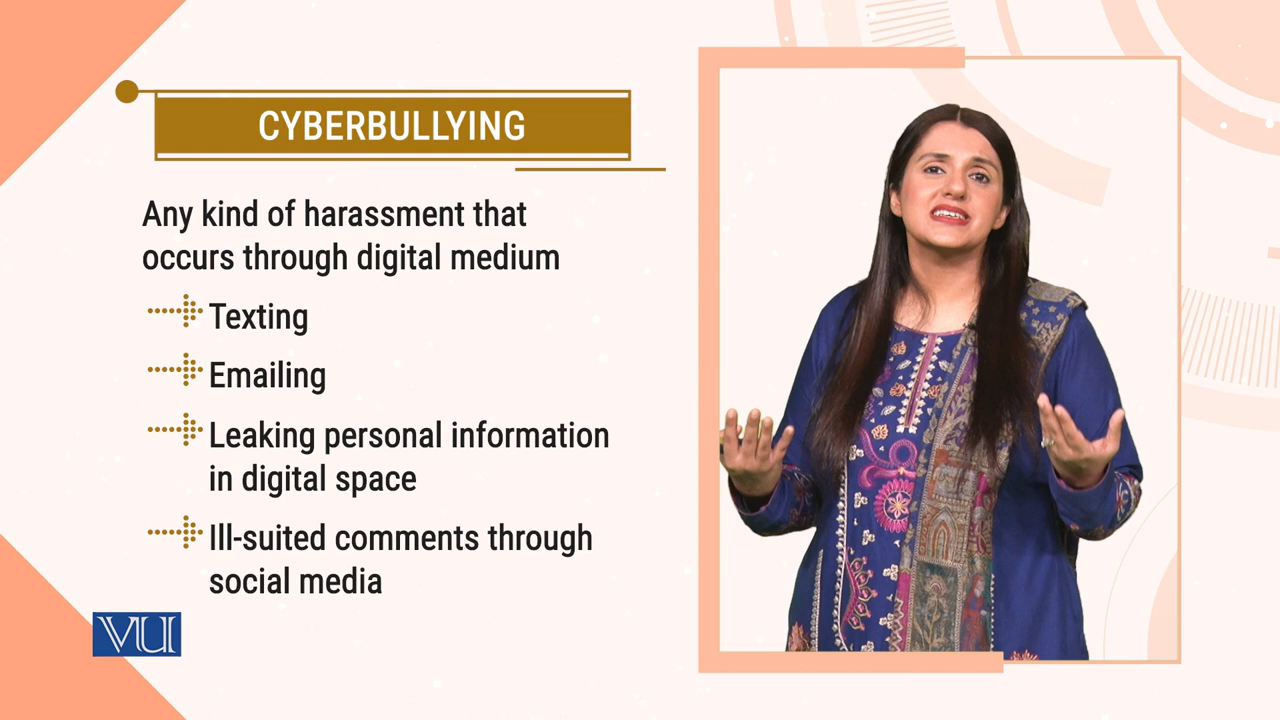 CYBERBULLYING
Any kind of harassment that
occurs through digital medium
Texting
Emailing
Leaking personal information
in digital space
Ill-suited comments through
social media
VU